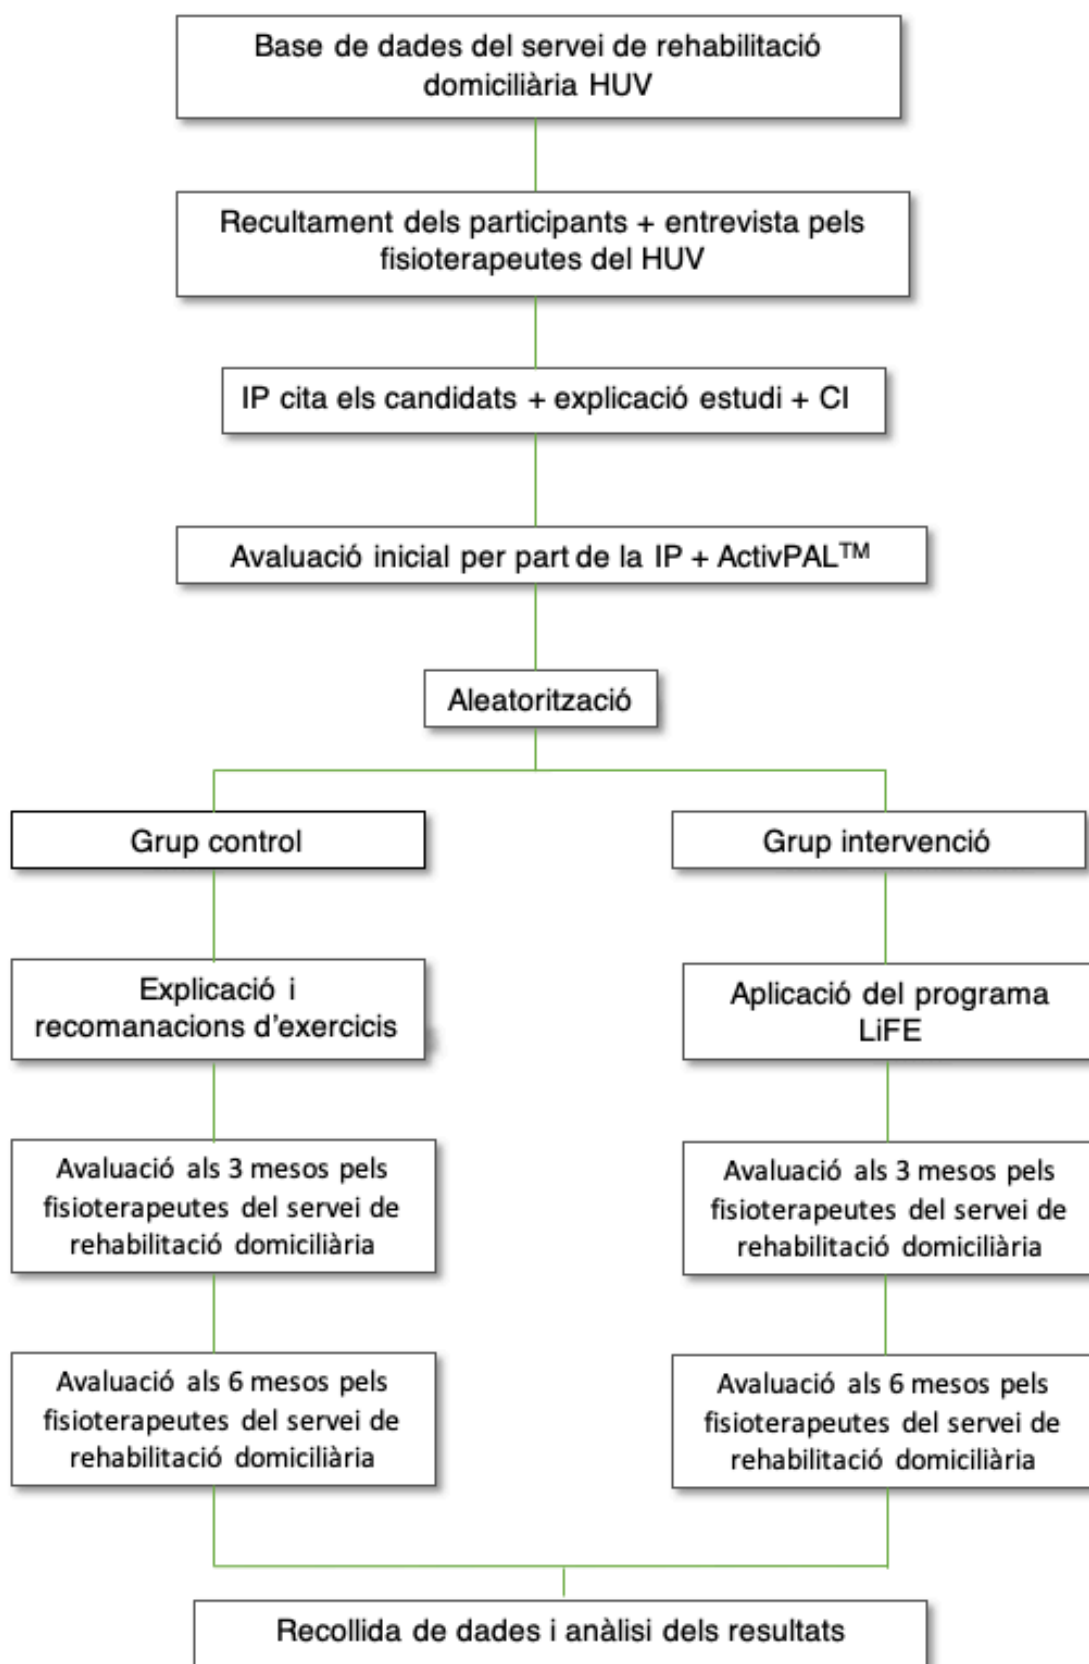 Base de dades del servei de rehabilitació
domiciliària HUV
Recultament dels participants + entrevista pels
fisioterapeutes del HUV
IP cita els candidats + explicació estudi + CI
Avaluació inicial per part de la IP + ActivPAL™
Aleatorització
Grup control
Grup intervenció
Explicació i
recomanacions d'exercicis
Aplicació del programa
LiFE
Avaluació als 3 mesos pels
fisioterapeutes del servei de
rehabilitació domiciliària
Avaluació als 3 mesos pels
fisioterapeutes del servei de
rehabilitació domiciliària
Avaluació als 6 mesos pels
fisioterapeutes del servei de
rehabilitació domiciliària
Avaluació als 6 mesos pels
fisioterapeutes del servei de
rehabilitació domiciliària
Recollida de dades i anàlisi dels resultats